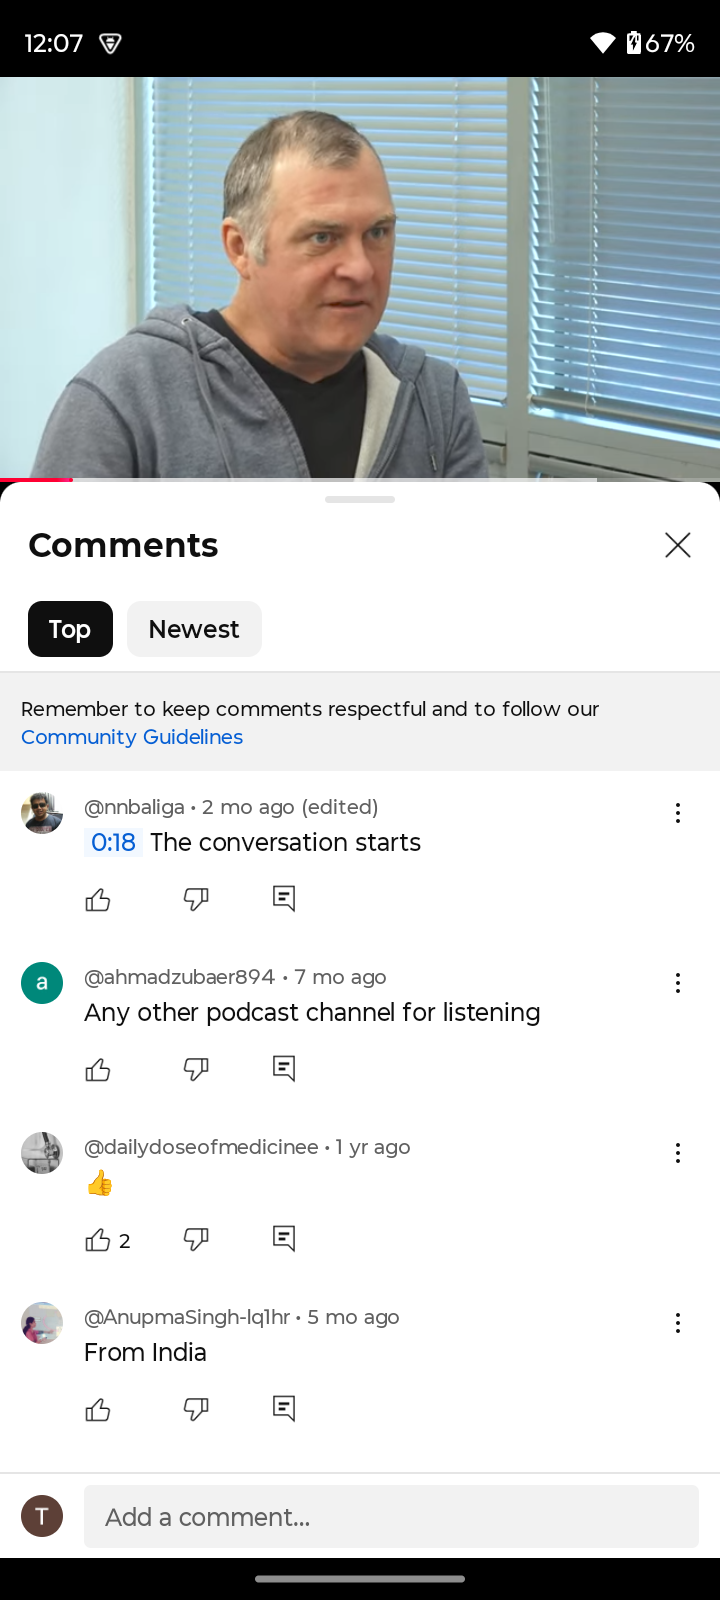 12:07 67%
Comments
Top Newest
Remember to keep comments respectful and to follow our
Community Guidelines
@nnbaliga • 2 mo ago (edited)
0:18 The conversation starts
a @ahmadzubaer894 • 7 mo ago
Any other podcast channel for listening
@dailydoseofmedicinee • 1 yr ago
👍
2
@AnupmaSingh-lq1hr • 5 mo ago
From India
T Add a comment...